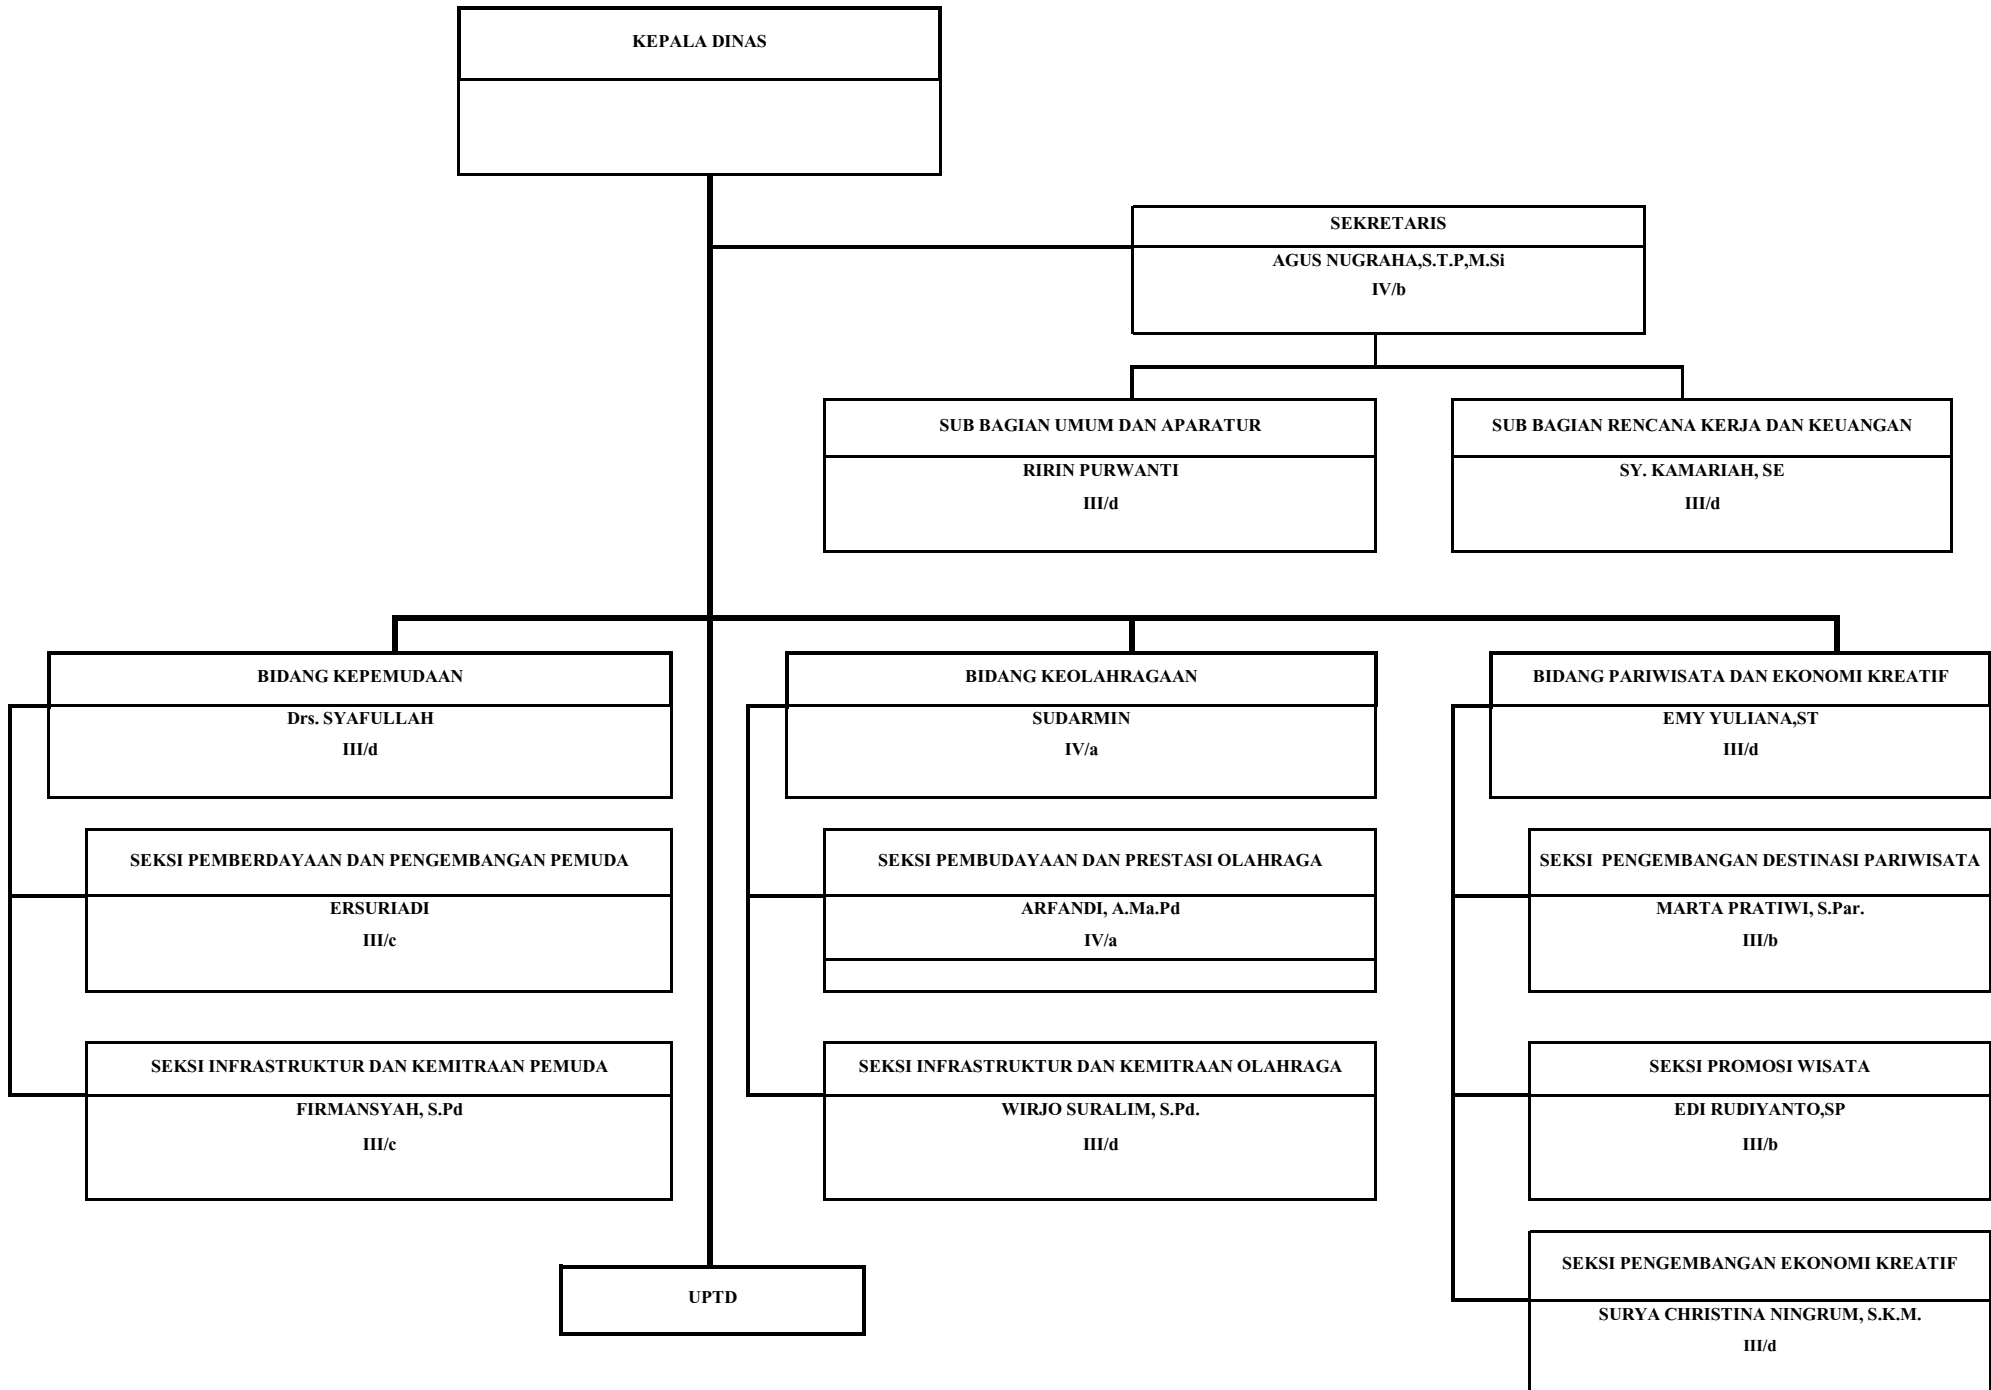 KEPALA DINAS
SEKRETARIS
AGUS NUGRAHA,S.T.P,M.Si
IV/b
SUB BAGIAN UMUM DAN APARATUR
RIRIN PURWANTI
III/d
SUB BAGIAN RENCANA KERJA DAN KEUANGAN
SY. KAMARIAH, SE
III/d
BIDANG KEPEMUDAAN
Drs. SYAFULLAH
III/d
SEKSI PEMBERDAYAAN DAN PENGEMBANGAN PEMUDA
ERSURIADI
III/c
SEKSI INFRASTRUKTUR DAN KEMITRAAN PEMUDA
FIRMANSYAH, S.Pd
III/c
BIDANG KEOLAHRAGAAN
SUDARMIN
IV/a
SEKSI PEMBUDAYAAN DAN PRESTASI OLAHRAGA
ARFANDI, A.Ma.Pd
IV/a
SEKSI INFRASTRUKTUR DAN KEMITRAAN OLAHRAGA
WIRJO SURALIM, S.Pd.
III/d
BIDANG PARIWISATA DAN EKONOMI KREATIF
EMY YULIANA,ST
III/d
SEKSI  PENGEMBANGAN DESTINASI PARIWISATA
MARTA PRATIWI, S.Par.
III/b
SEKSI PROMOSI WISATA
EDI RUDIYANTO,SP
III/b
SEKSI PENGEMBANGAN EKONOMI KREATIF
SURYA CHRISTINA NINGRUM, S.K.M.
III/d
UPTD